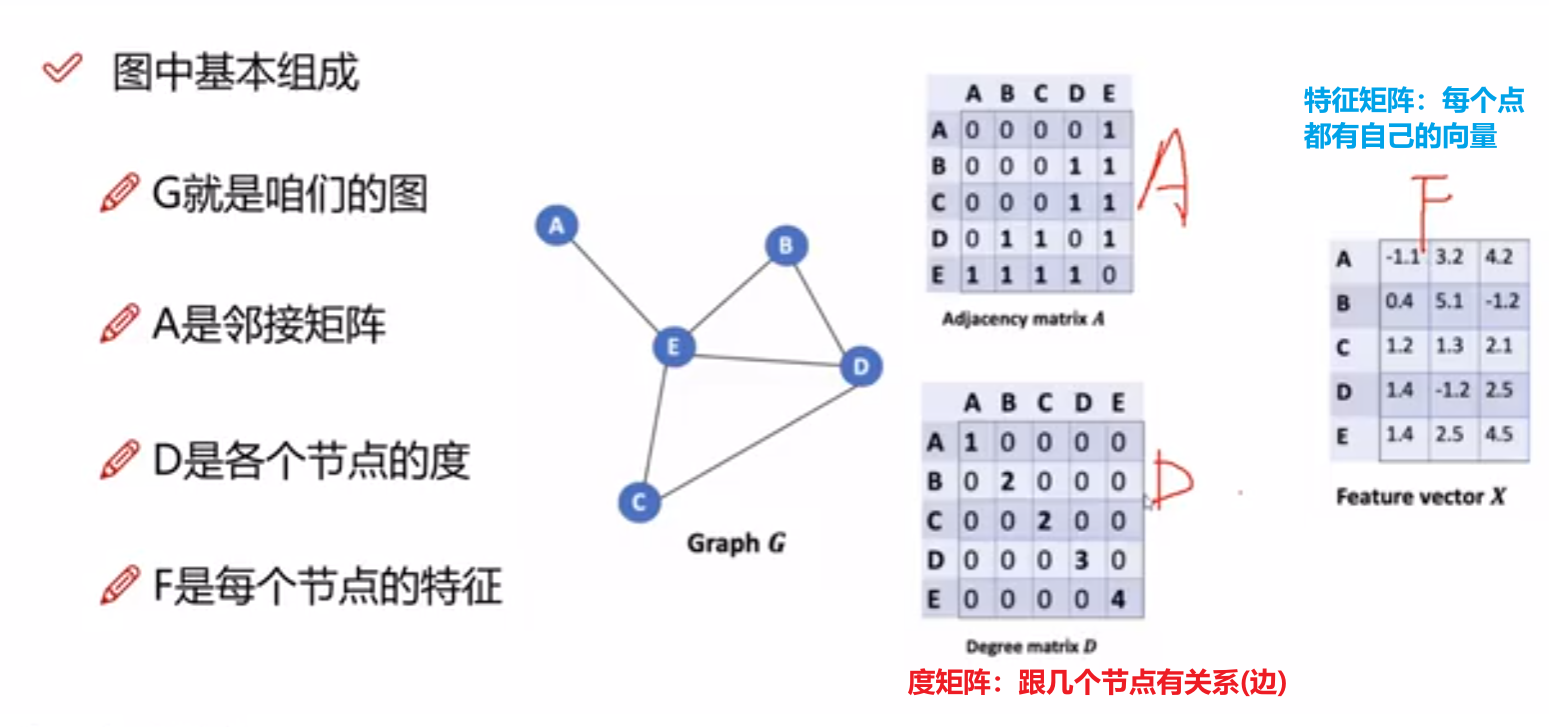 图中基本组成
G就是咱们的图
A是邻接矩阵
D是各个节点的度
F是每个节点的特征
A
B
E
D
C
Graph G
A B C D E
A 0 0 0 0 1
B 0 0 0 1 1
C 0 0 0 1 1
D 0 1 1 0 1
E 1 1 1 1 0
Adjacency matrix A
A
A B C D E
A 1 0 0 0 0
B 0 2 0 0 0
C 0 0 2 0 0
D 0 0 0 3 0
E 0 0 0 0 4
Degree matrix D
D
度矩阵：跟几个节点有关系(边)
特征矩阵：每个点
都有自己的向量
F
A -1.1 3.2 4.2
B 0.4 5.1 -1.2
C 1.2 1.3 2.1
D 1.4 -1.2 2.5
E 1.4 2.5 4.5
Feature vector X